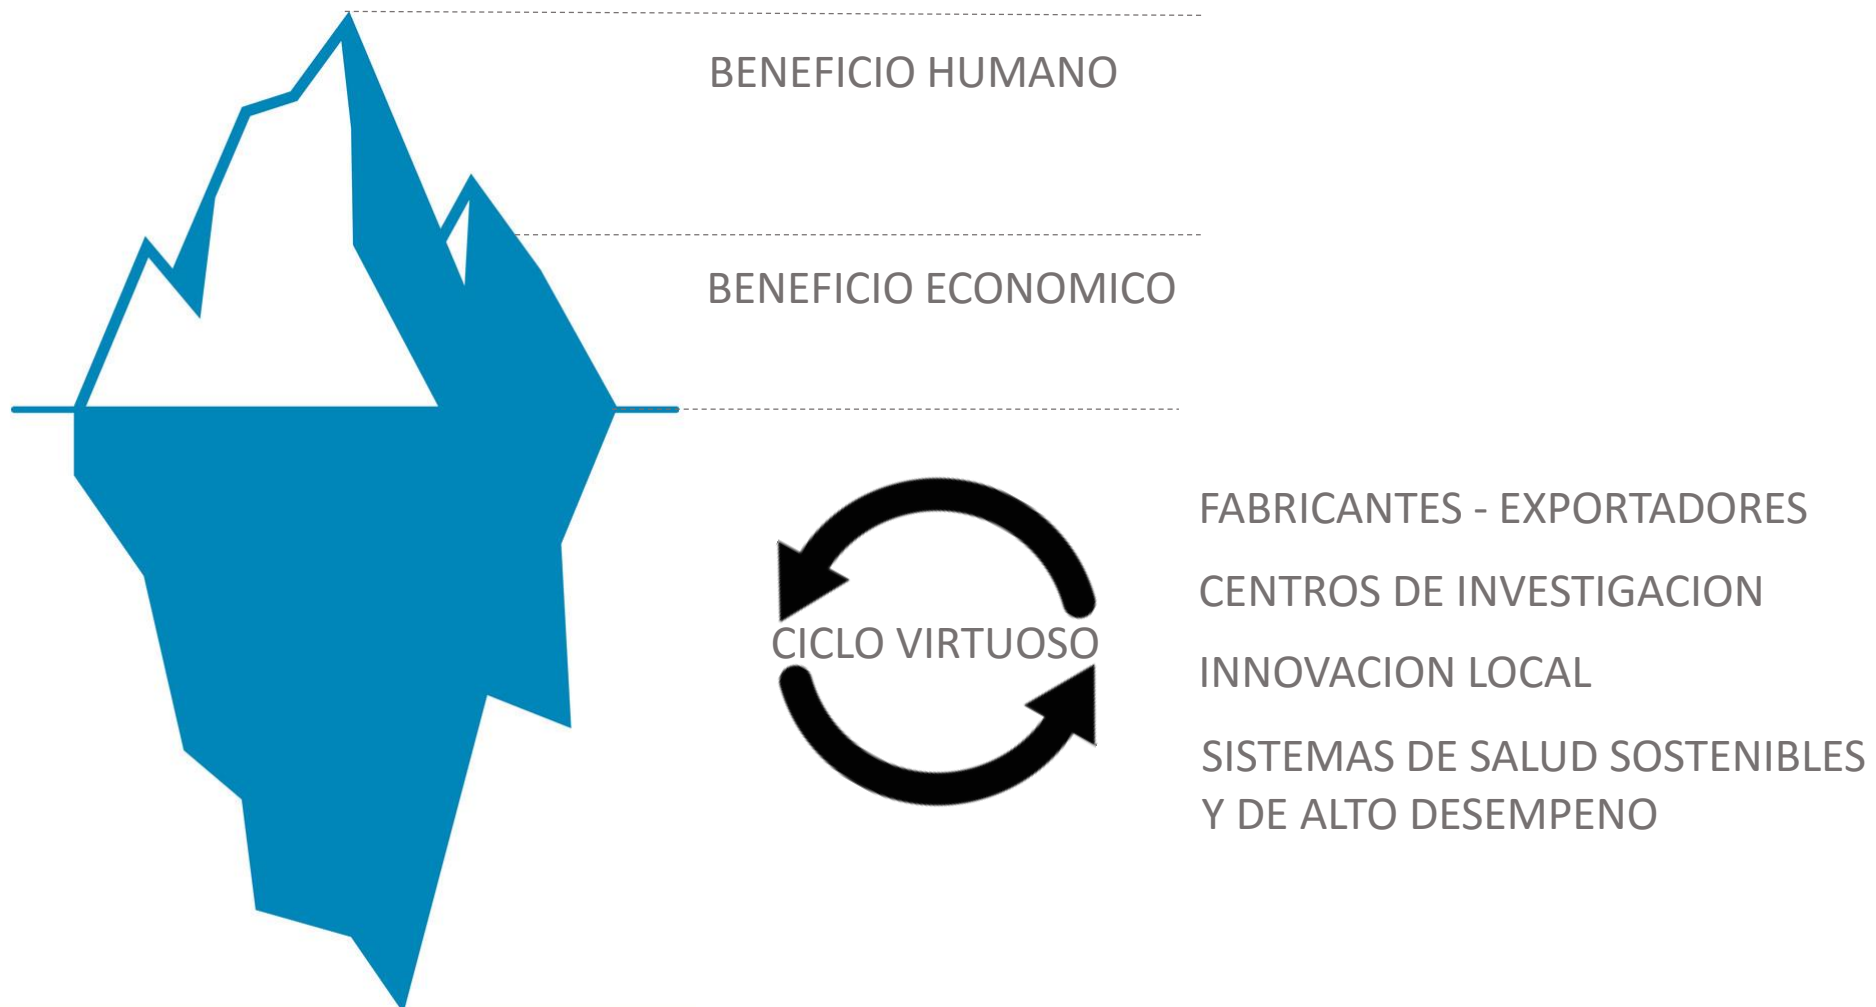 BENEFICIO HUMANO
BENEFICIO ECONOMICO
CICLO VIRTUOSO
FABRICANTES - EXPORTADORES
CENTROS DE INVESTIGACION
INNOVACION LOCAL
SISTEMAS DE SALUD SOSTENIBLES
Y DE ALTO DESEMPENO